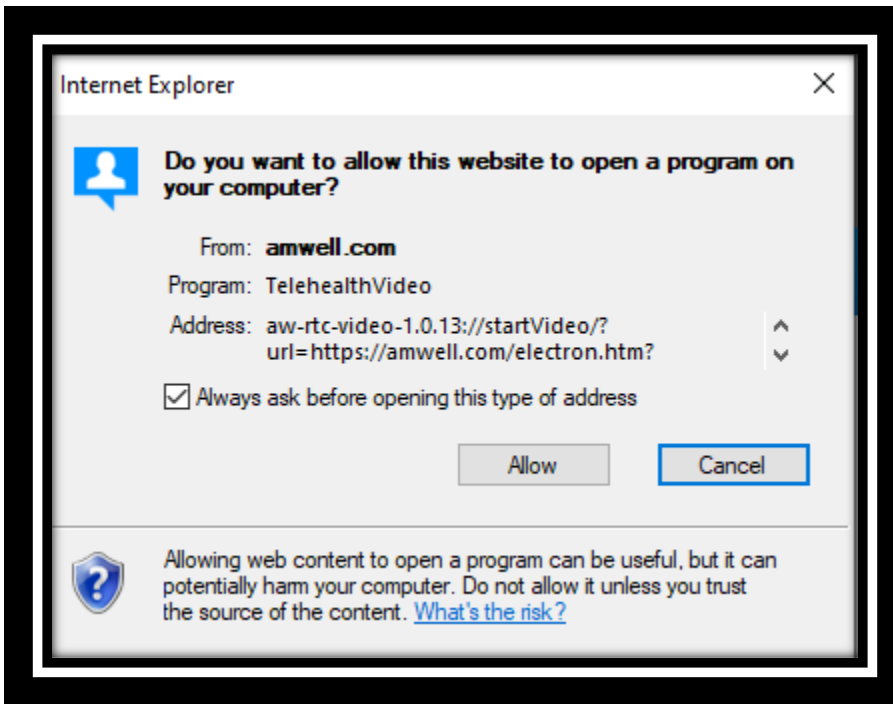 Internet Explorer
Do you want to allow this website to open a program on
your computer?
From: amwell.com
Program: TelehealthVideo
Address: aw-rtc-video-1.0.13://startVideo/?
url=https://amwell.com/electron.htm?
Always ask before opening this type of address
Allow Cancel
Allowing web content to open a program can be useful, but it can
potentially harm your computer. Do not allow it unless you trust
the source of the content. What's the risk?